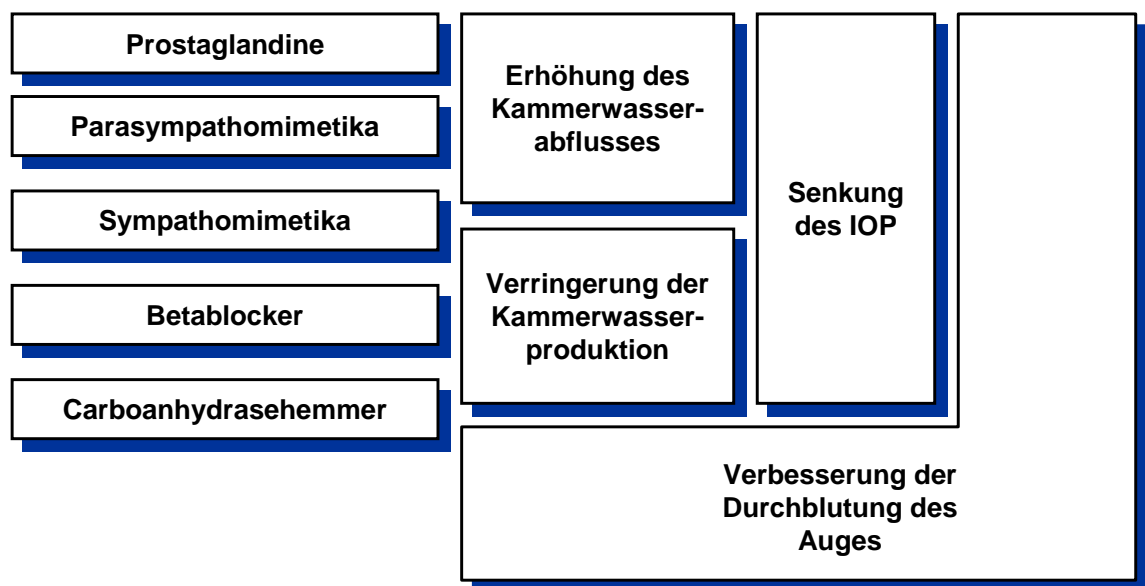 Prostaglandine
Parasympathomimetika
Sympathomimetika
Betablocker
Carboanhydrasehemmer
Erhöhung des
Kammerwasser-
abflusses
Verringerung der
Kammerwasser-
produktion
Senkung
des IOP
Verbesserung der
Durchblutung des
Auges